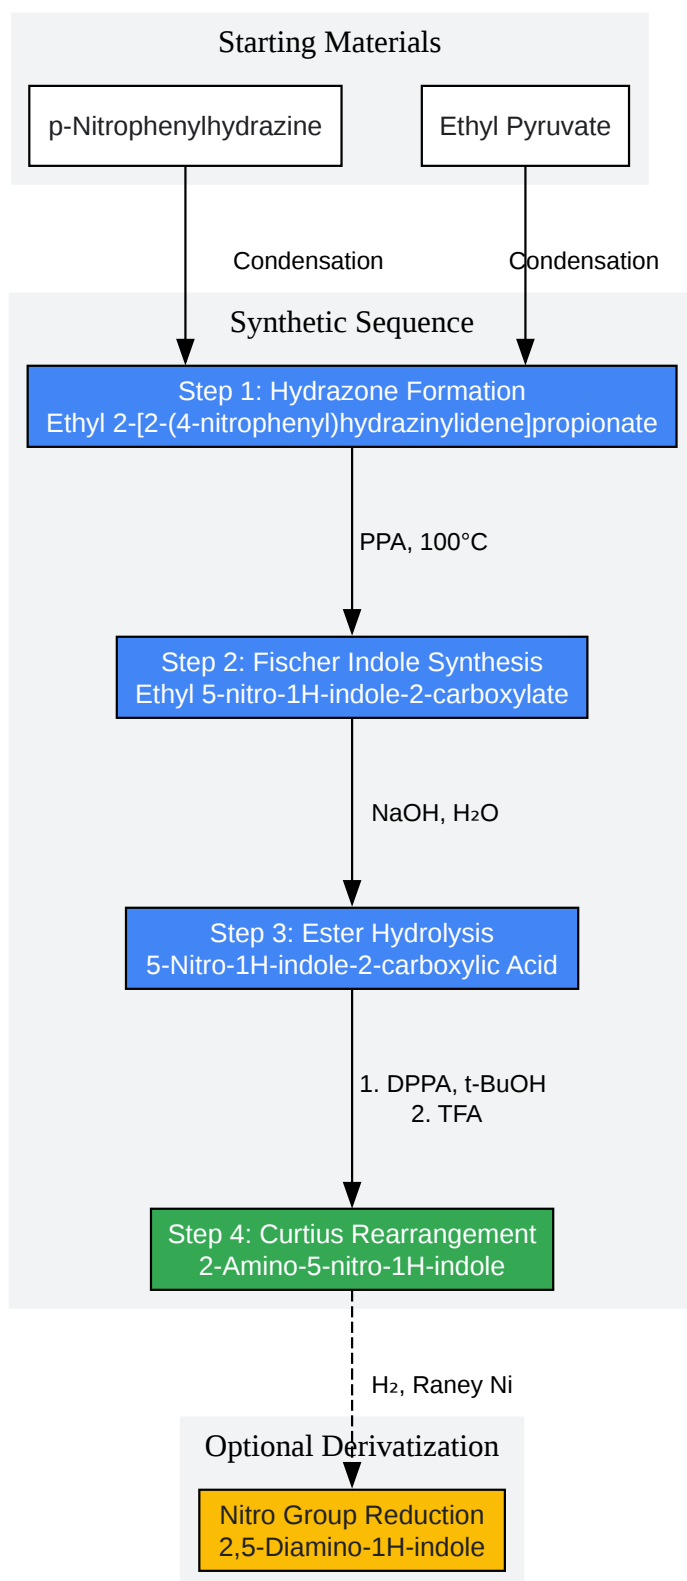 Starting Materials
p-Nitrophenylhydrazine
Ethyl Pyruvate
Condensation
Condensation
Synthetic Sequence
Step 1: Hydrazone Formation
Ethyl 2-[2-(4-nitrophenyl)hydrazinylidene]propionate
PPA, 100°C
Step 2: Fischer Indole Synthesis
Ethyl 5-nitro-1H-indole-2-carboxylate
NaOH, H₂O
Step 3: Ester Hydrolysis
5-Nitro-1H-indole-2-carboxylic Acid
1. DPPA, t-BuOH
2. TFA
Step 4: Curtius Rearrangement
2-Amino-5-nitro-1H-indole
H₂, Raney Ni
Optional Derivatization
Nitro Group Reduction
2,5-Diamino-1H-indole